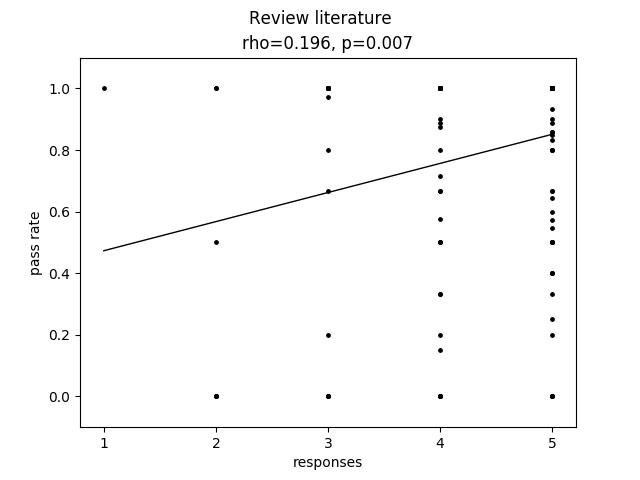 Review literature
rho=0.196, p=0.007
1.0
0.8
0.6
0.4
0.2
0.0
pass rate
1 2 3 4 5
responses